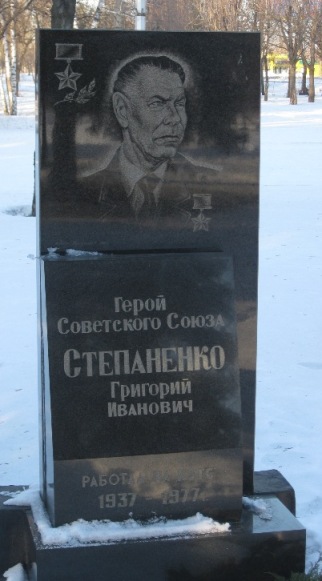 Герой
Советского Союза
СТЕПАНЕНКО
Григорий
Иванович
1937 - 1977